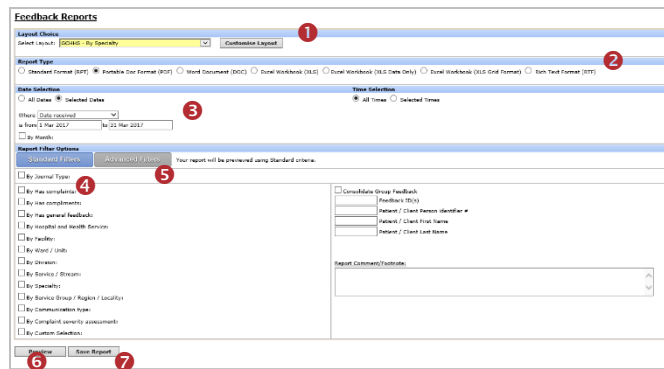 Feedback Reports
Layout Choice
Select Layout: GCHHS - By Specialty Customise Layout
1
Report Type
2
Standard Format (RPT) Portable Doc Format (PDF) Word Document (DOC) Excel Workbook (XLS) Excel Workbook (XLS Data Only) Excel Workbook (XLS Grid Format) Rich Text Format (RTF)
Date Selection Time Selection
All Dates Selected Dates All Times Selected Times
3
Where Date received
is from 1 Mar 2017 to 31 Mar 2017
By Month:
Report Filter Options
Standard Filters Advanced Filters Your report will be previewed using Standard criteria.
5
By Journal Type:
4
By Has complaints: Consolidate Group Feedback
By Has compliments: Feedback ID(s)
By Has general feedback: Patient / Client Person Identifier #
By Hospital and Health Service: Patient / Client First Name
By Facility: Patient / Client Last Name
By Ward / Unit:
By Division: Report Comment/Footnote:
By Service / Stream:
By Specialty:
By Service Group / Region / Locality:
By Communication type:
By Complaint severity assessment:
By Custom Selection:
Preview Save Report
6 7